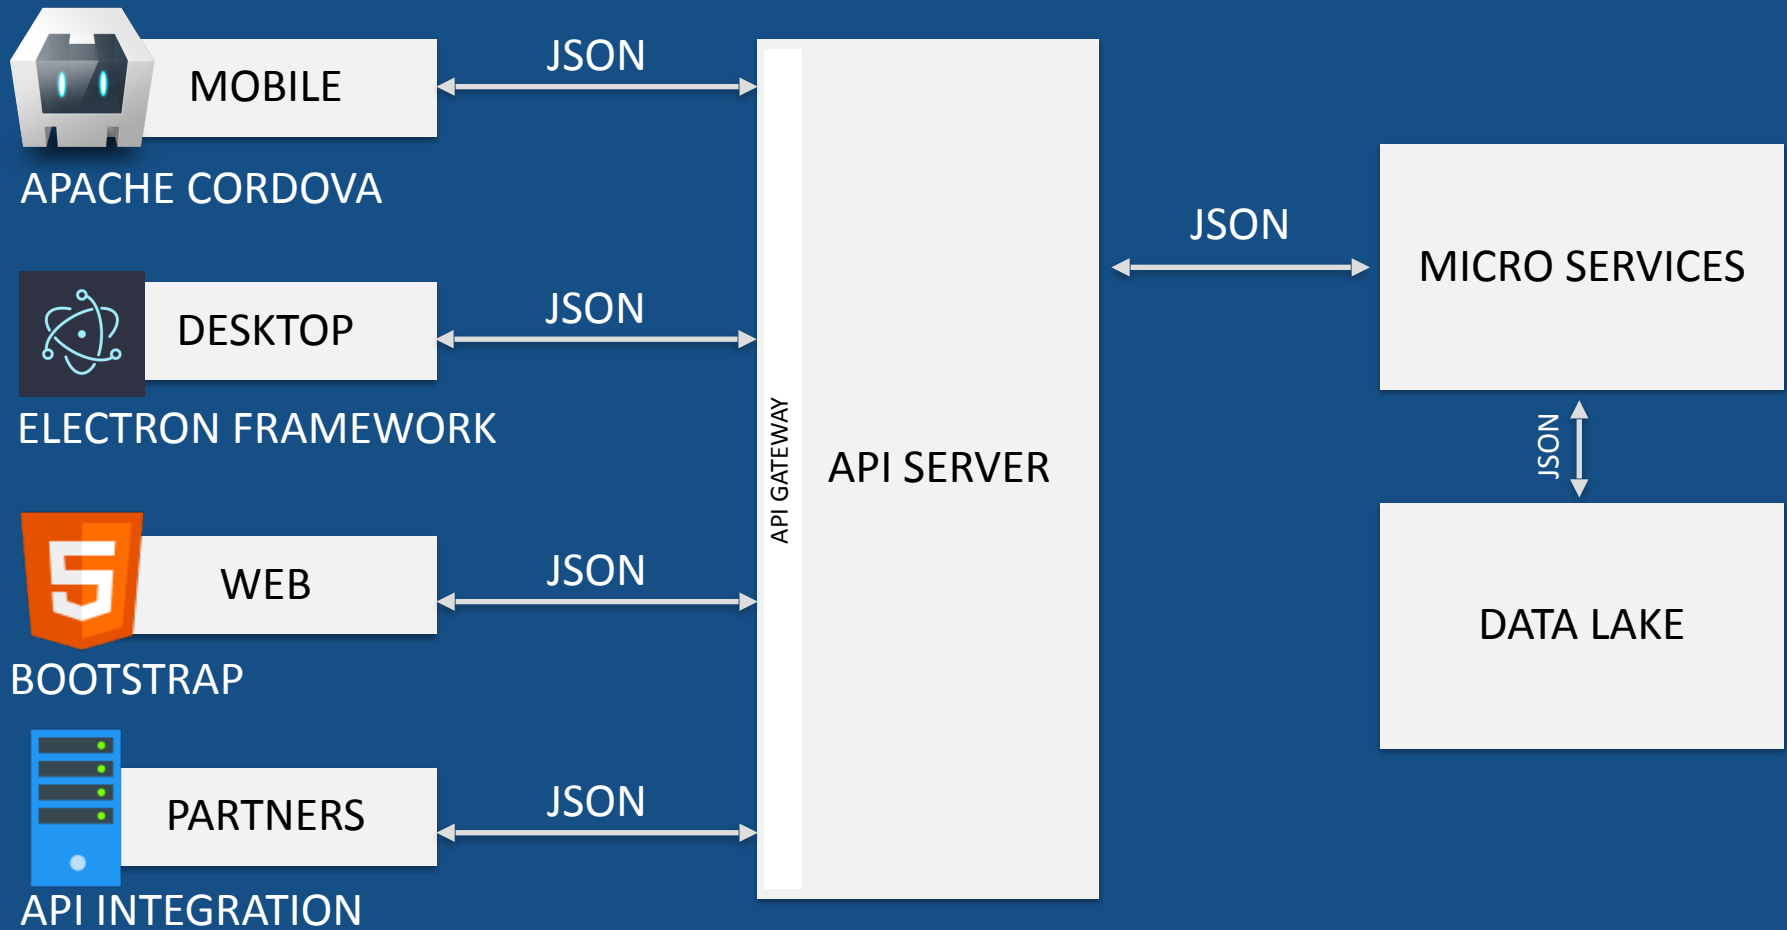 MOBILE
JSON
APACHE CORDOVA
DESKTOP
JSON
ELECTRON FRAMEWORK
WEB
JSON
BOOTSTRAP
PARTNERS
JSON
API INTEGRATION
API GATEWAY
API SERVER
JSON
MICRO SERVICES
JSON
DATA LAKE